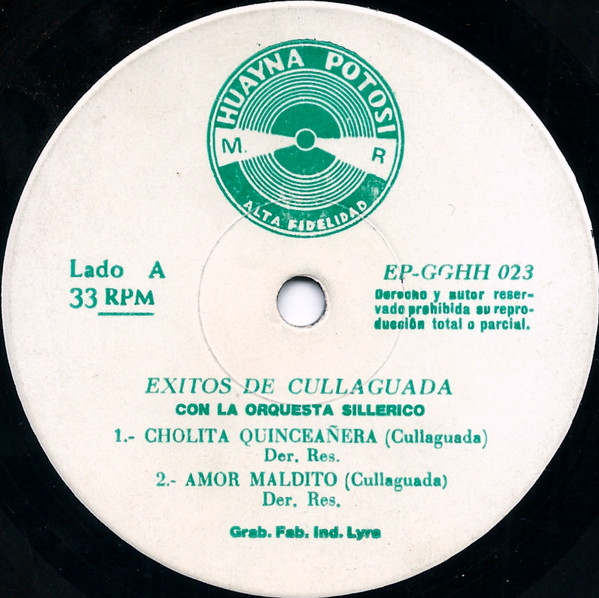 HUAYNA POTOSI
M. R
ALTA FIDELIDAD
Lado A
33 RPM
EP-GGHH 023
Derecho y autor reser-
vado prohibida su repro-
ducción total o parcial.
EXITOS DE CULLAGUADA
CON LA ORQUESTA SILLERICO
1.- CHOLITA QUINCEAÑERA (Cullaguada)
Der. Res.
2.- AMOR MALDITO (Cullaguada)
Der. Res.
Grab. Fab. Ind. Lyra